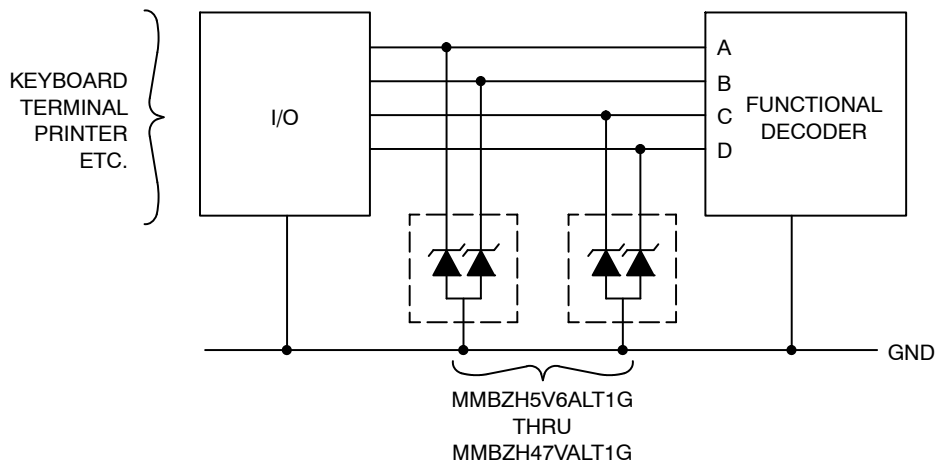 KEYBOARD
TERMINAL
PRINTER
ETC.
I/O
A
B
C
D
FUNCTIONAL
DECODER
GND
MMBZH5V6ALT1G
THRU
MMBZH47VALT1G